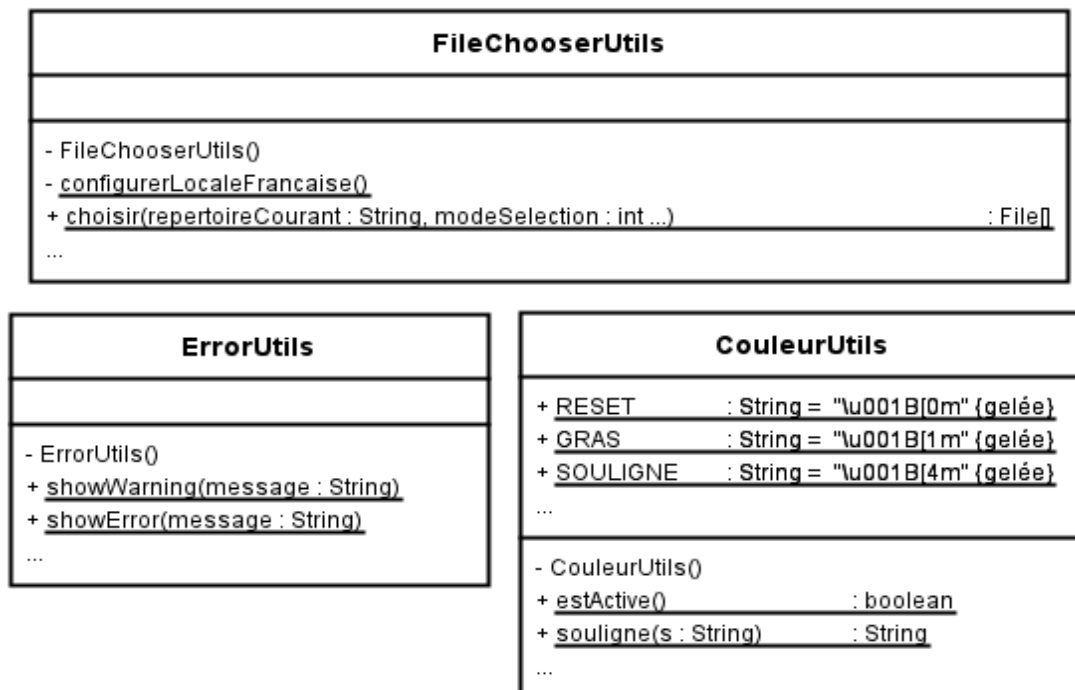 FileChooserUtils
- FileChooserUtils()
- configurerLocaleFrancaise()
+ choisir(repertoireCourant : String, modeSelection : int ...) : File[]
...
ErrorUtils
- ErrorUtils()
+ showWarning(message : String)
+ showError(message : String)
...
CouleurUtils
+ RESET : String = "\u001B[0m" {gelée}
+ GRAS : String = "\u001B[1m" {gelée}
+ SOULIGNE : String = "\u001B[4m" {gelée}
...
- CouleurUtils()
+ estActive() : boolean
+ souligne(s : String) : String
...